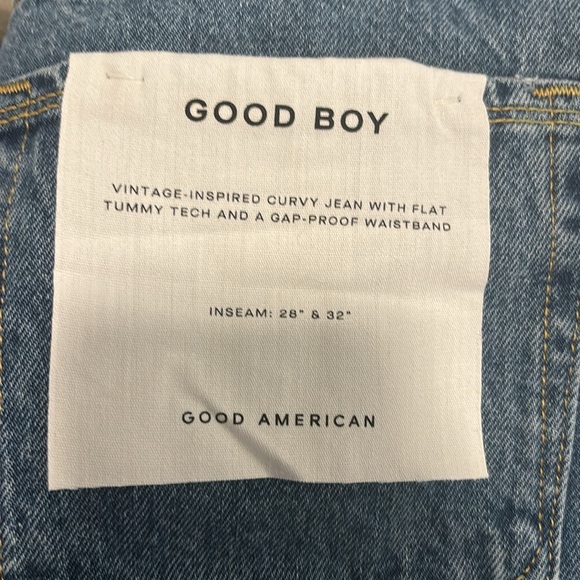 GOOD BOY
VINTAGE-INSPIRED CURVY JEAN WITH FLAT
TUMMY TECH AND A GAP-PROOF WAISTBAND
INSEAM: 28" & 32"
GOOD AMERICAN